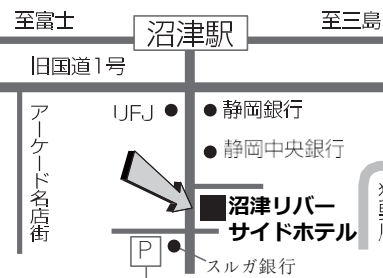 至富士
沼津駅
至三島
旧国道1号
アーケード名店街
UFJ
静岡銀行
静岡中央銀行
沼津リバー
サイドホテル
P
スルガ銀行